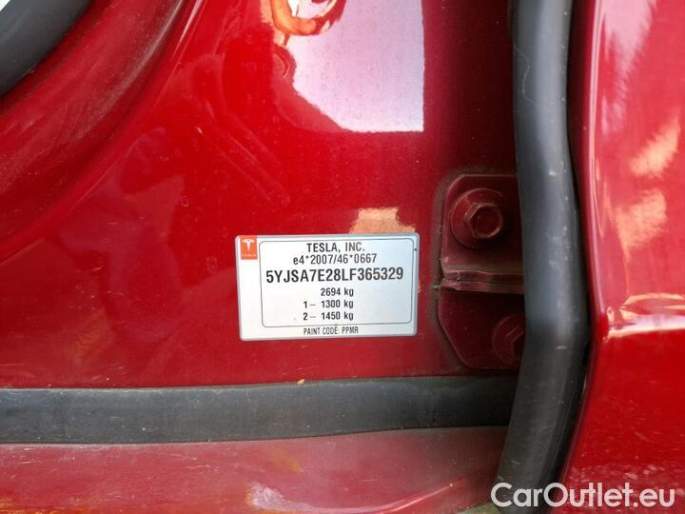 TESLA, INC.
e4*2007/46*0667
5YJSA7E28LF365329
2694 kg
1- 1300 kg
2- 1450 kg
PAINT CODE: PPMR
CarOutlet.eu